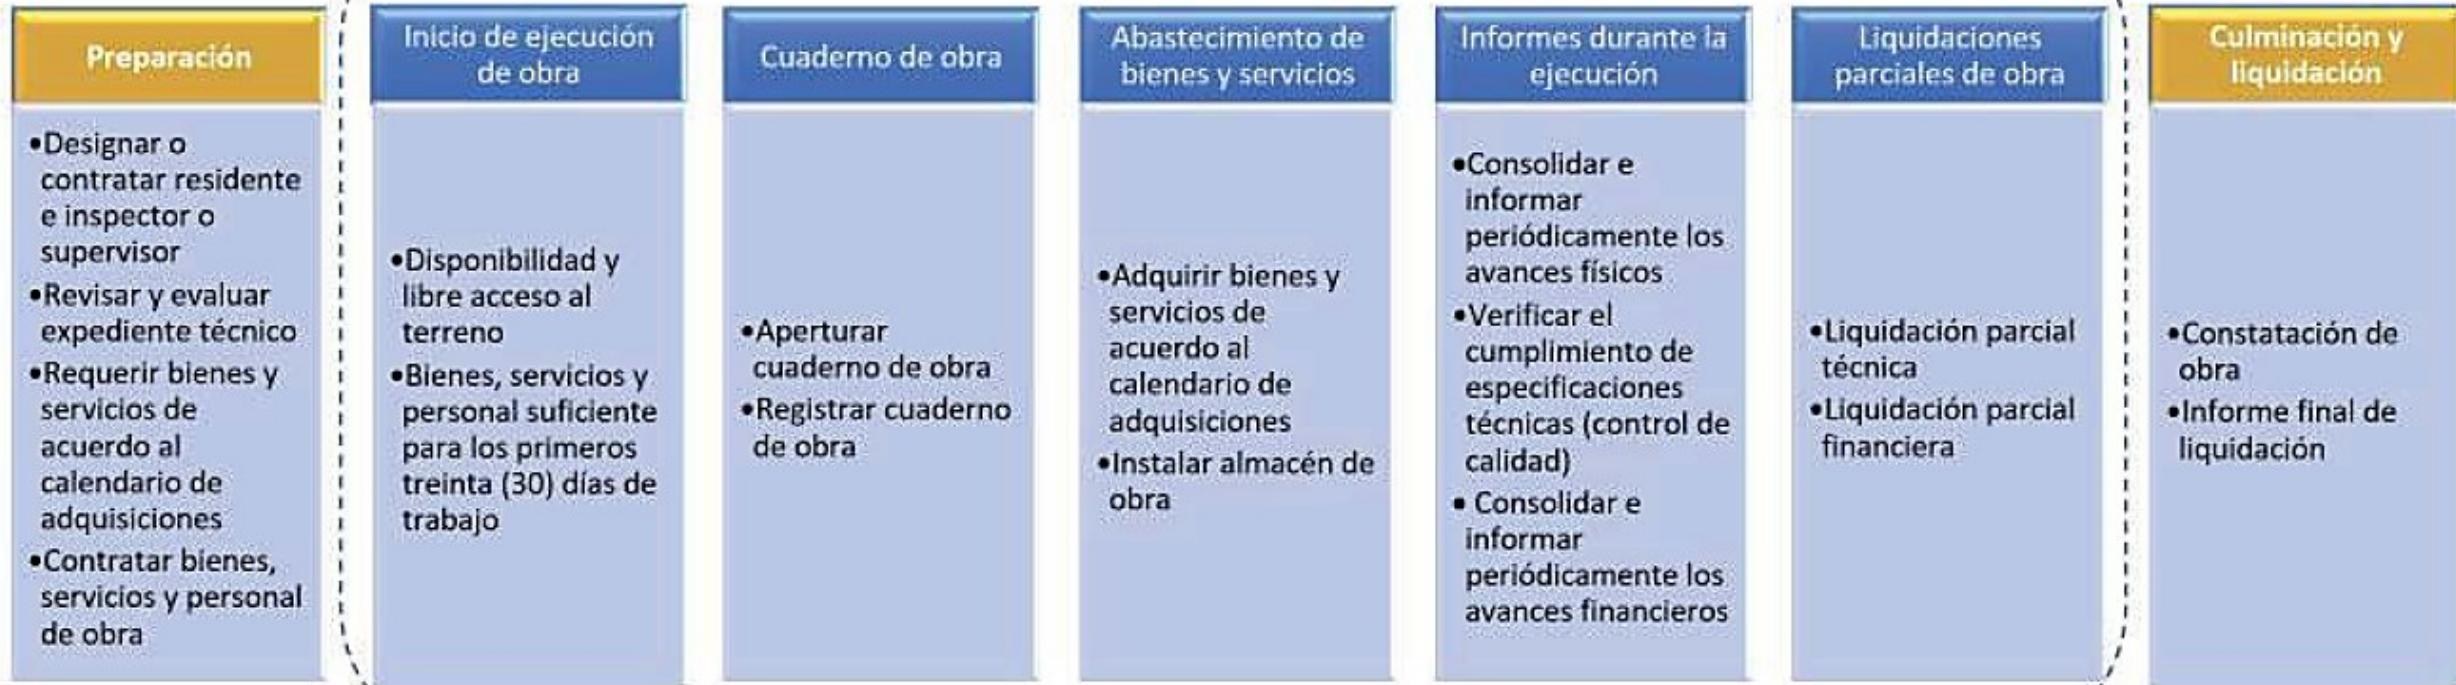 Preparación
•Designar o
contratar residente
e inspector o
supervisor
•Revisar y evaluar
expediente técnico
•Requerir bienes y
servicios de
acuerdo al
calendario de
adquisiciones
•Contratar bienes,
servicios y personal
de obra
Inicio de ejecución
de obra
•Disponibilidad y
libre acceso al
terreno
•Bienes, servicios y
personal suficiente
para los primeros
treinta (30) días de
trabajo
Cuaderno de obra
•Aperturar
cuaderno de obra
•Registrar cuaderno
de obra
Abastecimiento de
bienes y servicios
•Adquirir bienes y
servicios de
acuerdo al
calendario de
adquisiciones
•Instalar almacén de
obra
Informes durante la
ejecución
•Consolidar e
informar
periódicamente los
avances físicos
•Verificar el
cumplimiento de
especificaciones
técnicas (control de
calidad)
• Consolidar e
informar
periódicamente los
avances financieros
Liquidaciones
parciales de obra
•Liquidación parcial
técnica
•Liquidación parcial
financiera
Culminación y
liquidación
•Constatación de
obra
•Informe final de
liquidación